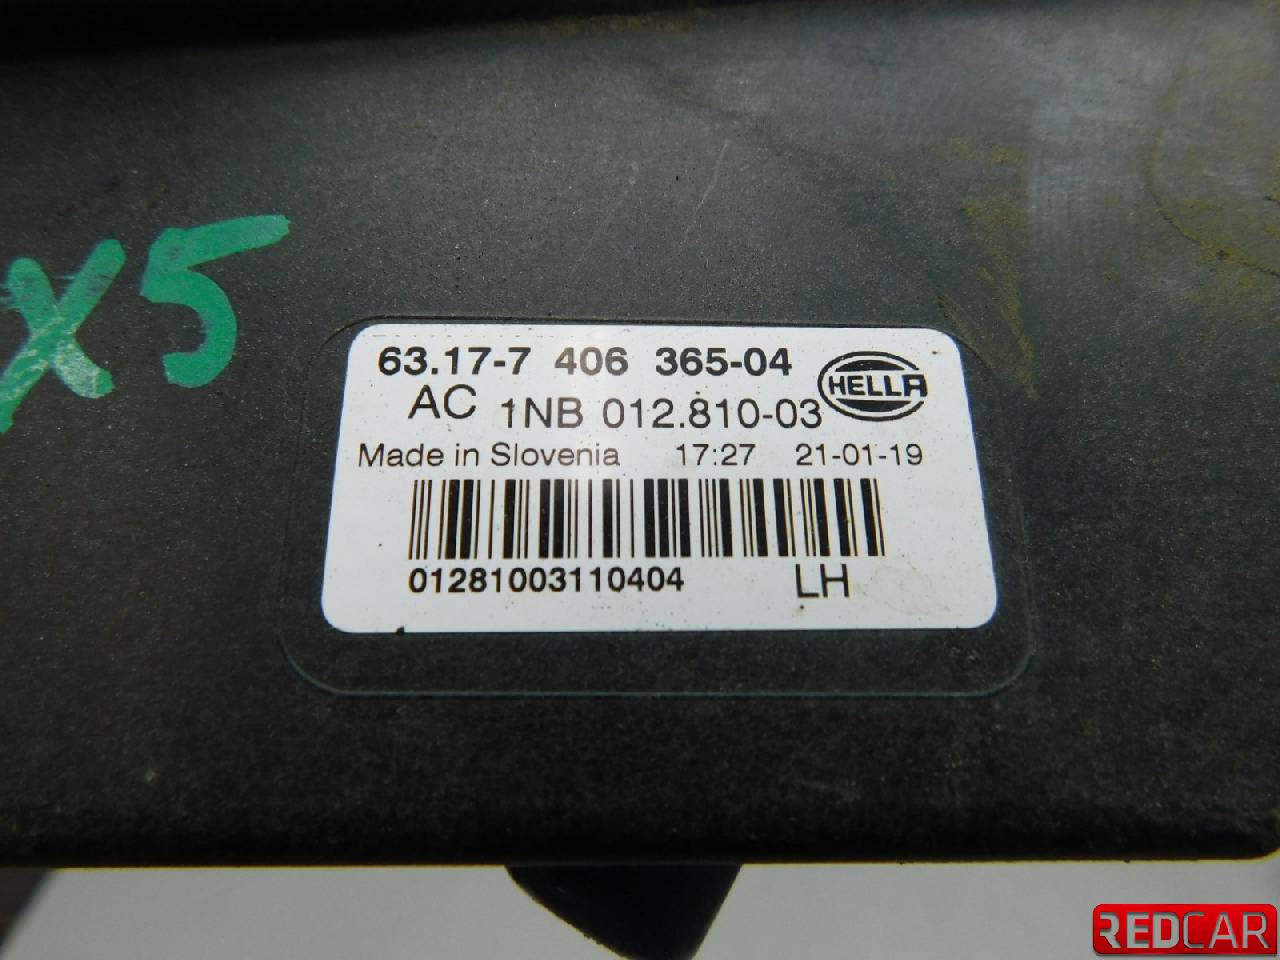 X5
63.17-7 406 365-04
HELLA
AC 1NB 012.810-03
Made in Slovenia 17:27 21-01-19
01281003110404 LH
REDCAR